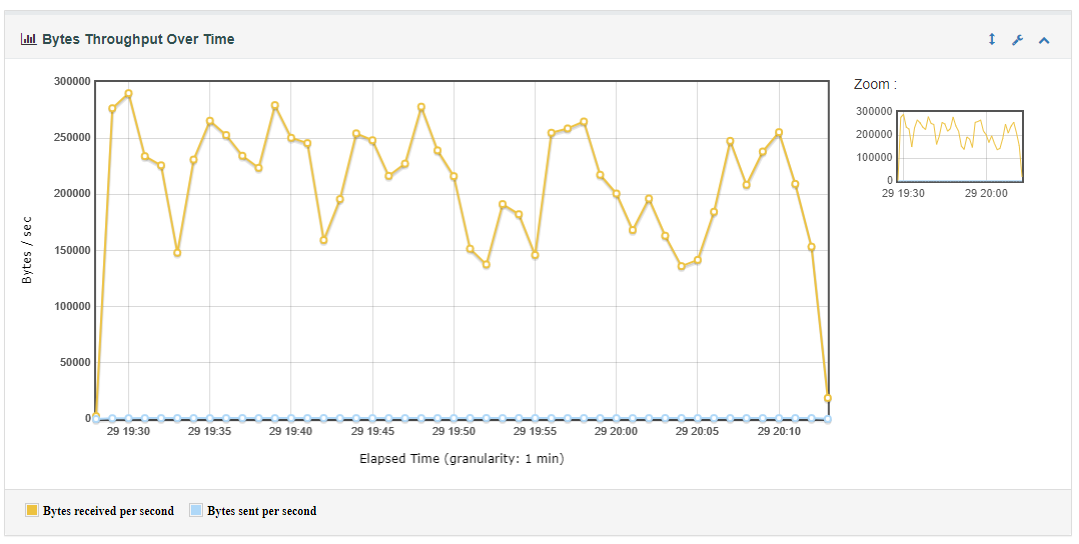 Bytes Throughput Over Time
Zoom :
300000
250000
200000
150000
100000
50000
0
Bytes / sec
29 19:30 29 19:35 29 19:40 29 19:45 29 19:50 29 19:55 29 20:00 29 20:05 29 20:10
Elapsed Time (granularity: 1 min)
300000
200000
100000
0
29 19:30 29 20:00
Bytes received per second Bytes sent per second